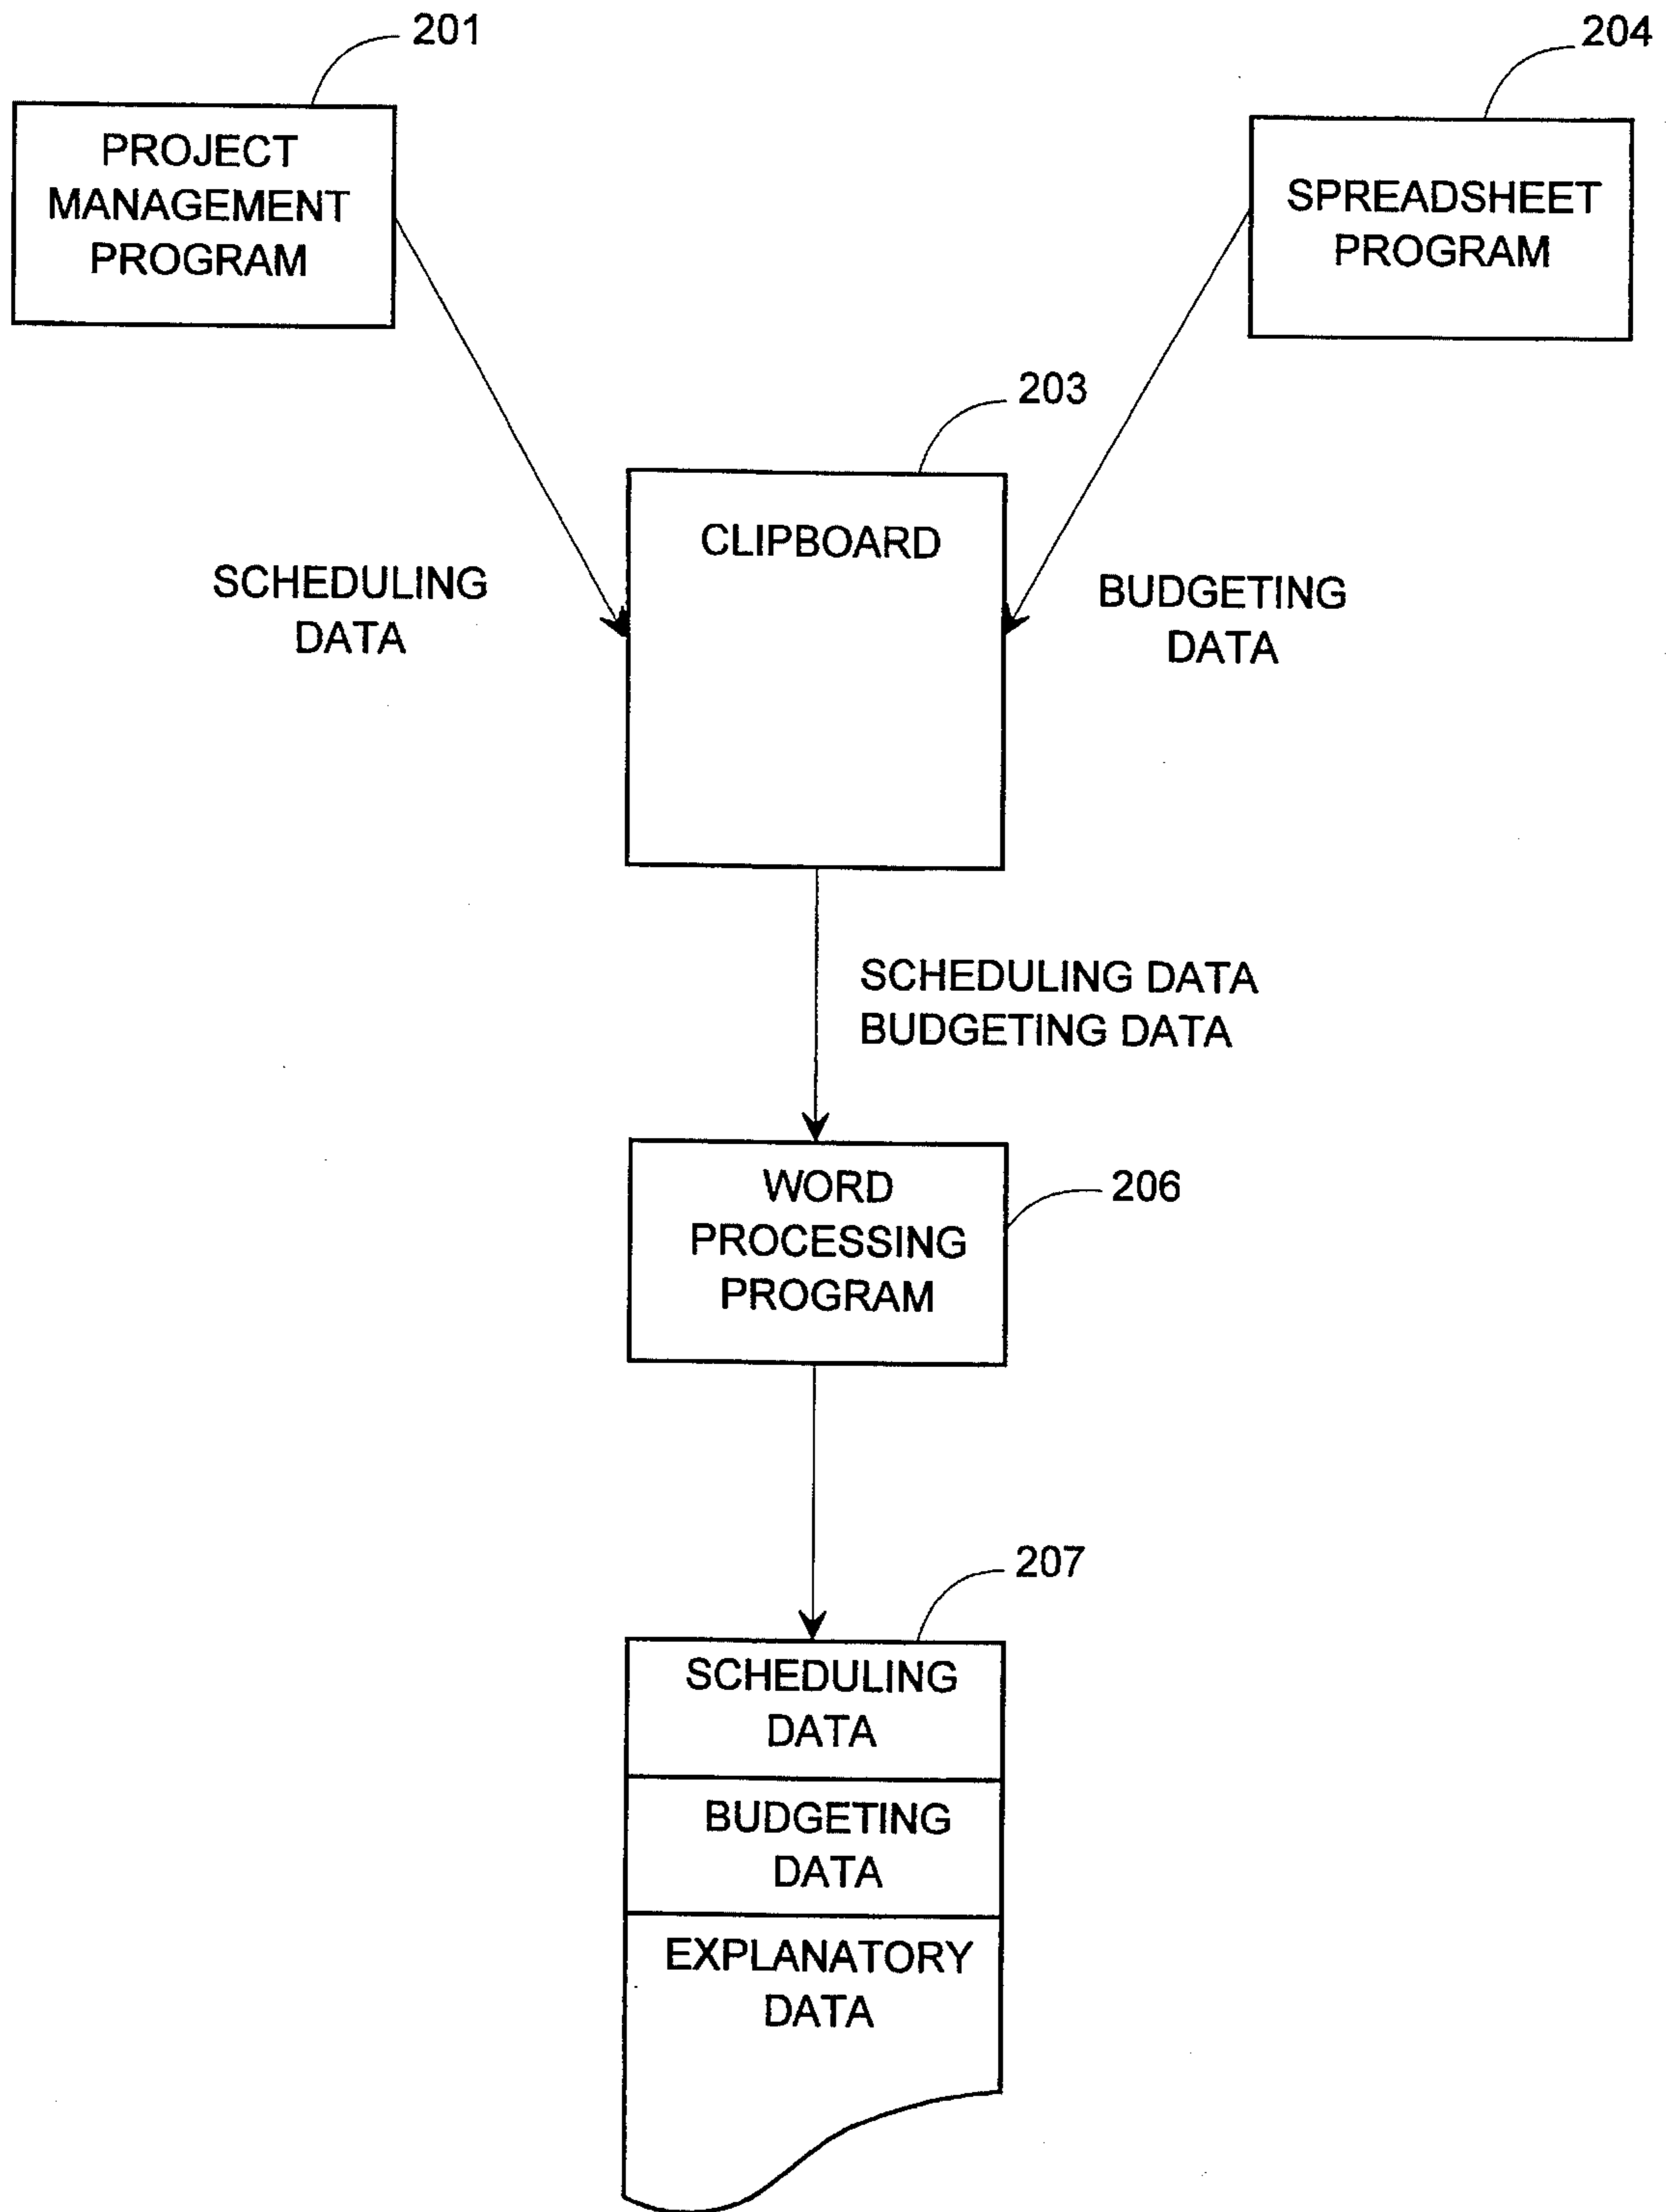 201
204
PROJECT
MANAGEMENT
PROGRAM
SPREADSHEET
PROGRAM
203
CLIPBOARD
SCHEDULING
DATA
BUDGETING
DATA
SCHEDULING DATA
BUDGETING DATA
WORD
PROCESSING
PROGRAM
206
207
SCHEDULING
DATA
BUDGETING
DATA
EXPLANATORY
DATA